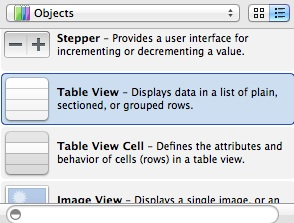 Objects
Stepper – Provides a user interface for
incrementing or decrementing a value.
Table View – Displays data in a list of plain,
sectioned, or grouped rows.
Table View Cell – Defines the attributes and
behavior of cells (rows) in a table view.
Image View – Displays a single image, or an